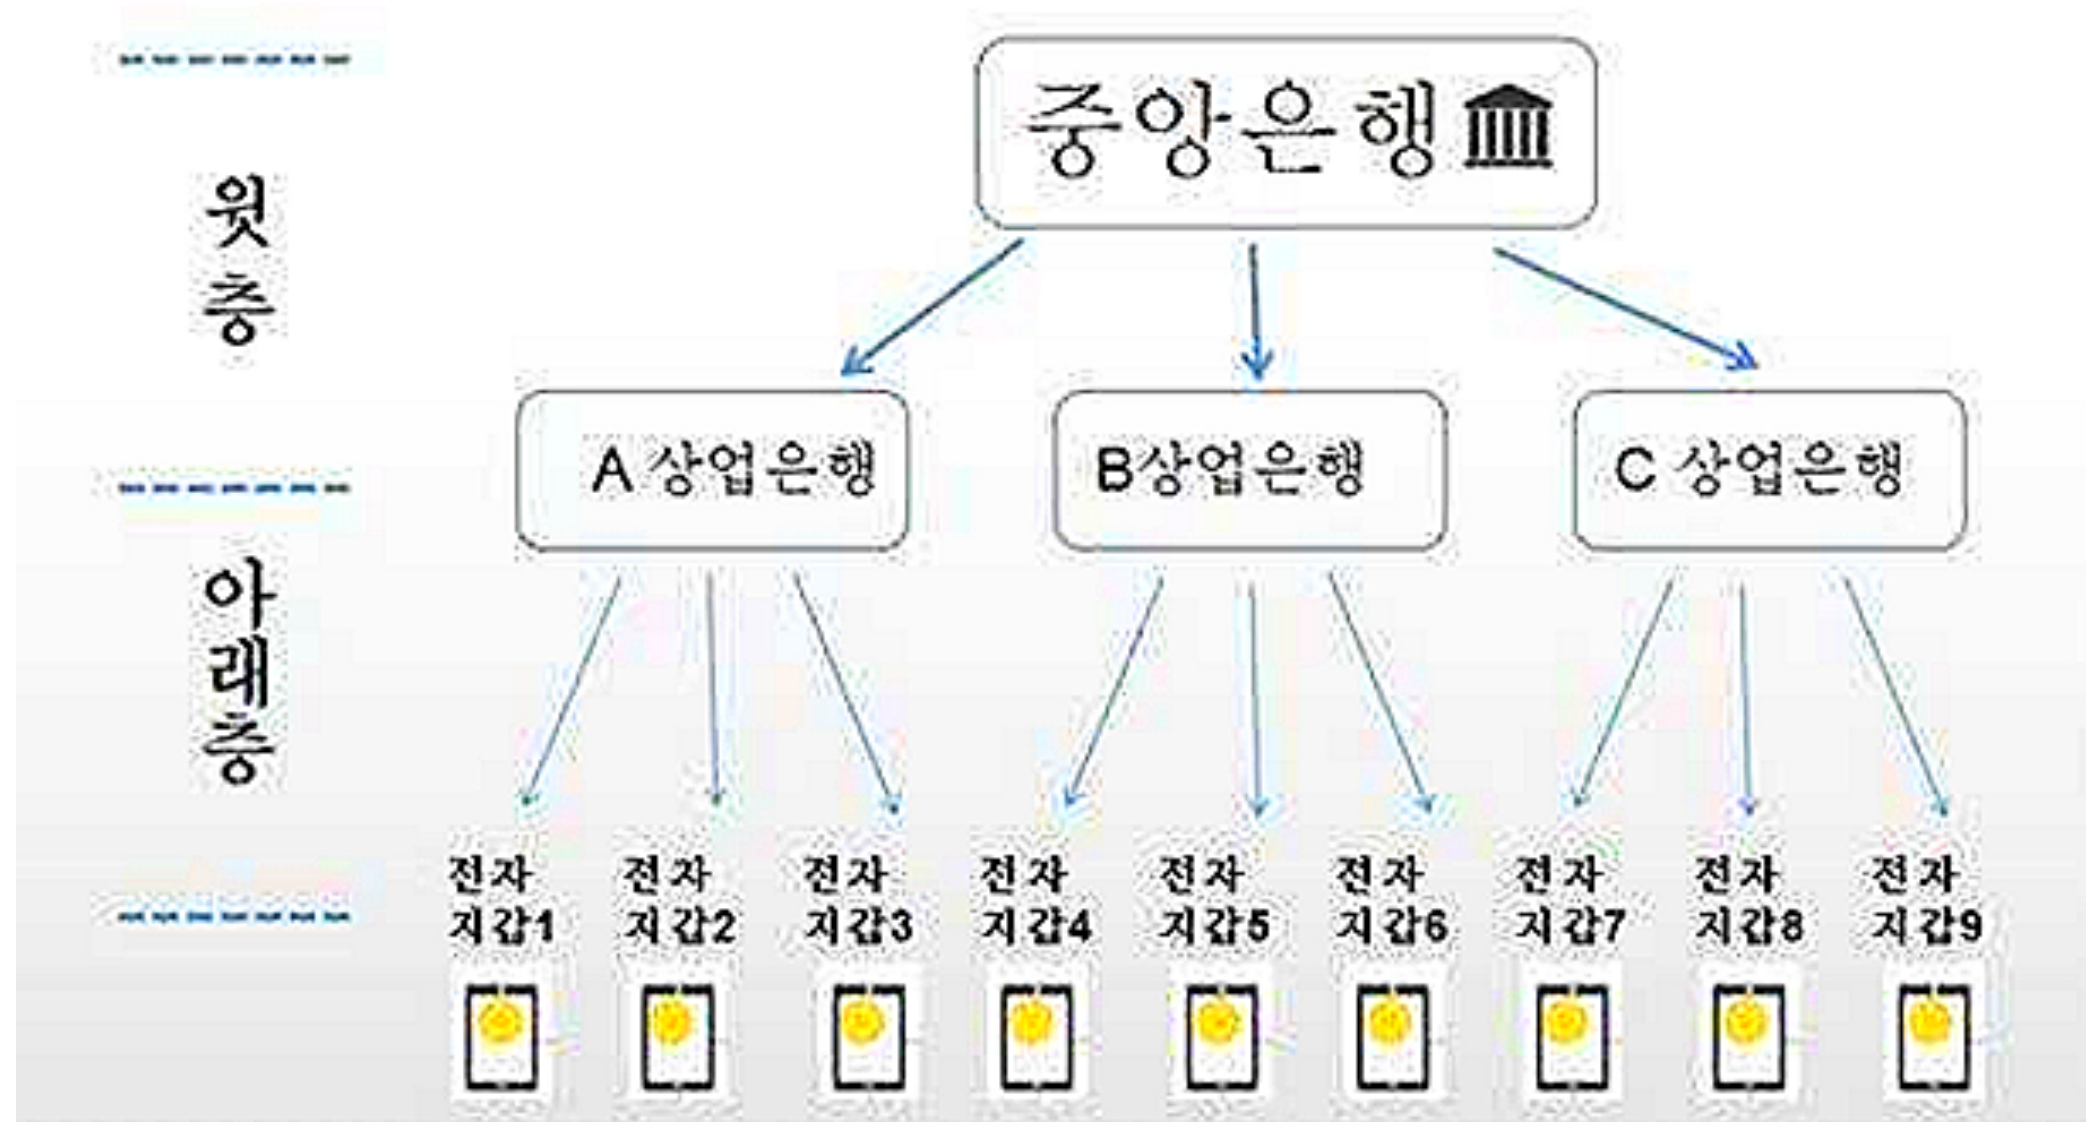 중앙은행
윗층
A 상업은행
B상업은행
C 상업은행
아래층
전자
지갑1
전자
지갑2
전자
지갑3
전자
지갑4
전자
지갑5
전자
지갑6
전자
지갑7
전자
지갑8
전자
지갑9